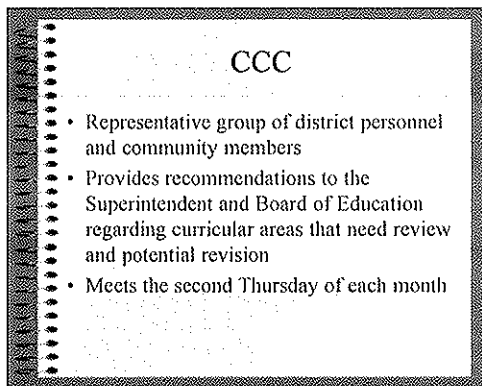 CCC
• Representative group of district personnel
and community members
• Provides recommendations to the
Superintendent and Board of Education
regarding curricular areas that need review
and potential revision
• Meets the second Thursday of each month